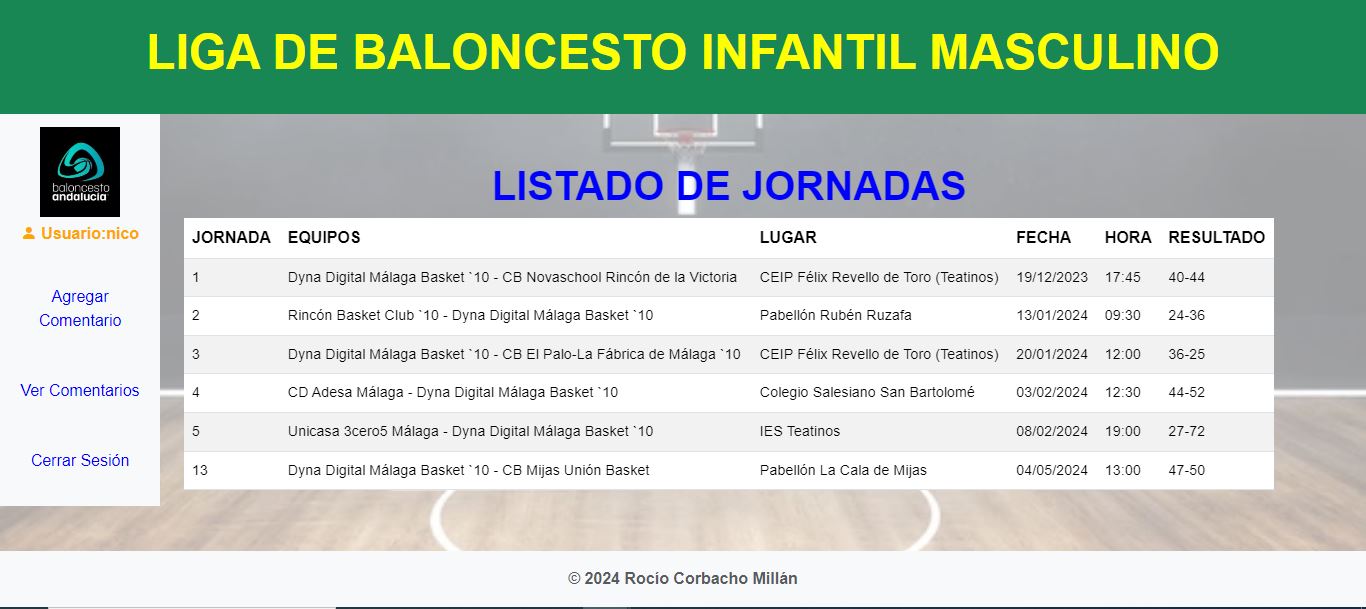 LIGA DE BALONCESTO INFANTIL MASCULINO
baloncesto
andalucía
Usuario:nico
Agregar
Comentario
Ver Comentarios
Cerrar Sesión
LISTADO DE JORNADAS
JORNADA EQUIPOS LUGAR FECHA HORA RESULTADO
1 Dyna Digital Málaga Basket `10 - CB Novaschool Rincón de la Victoria CEIP Félix Revello de Toro (Teatinos) 19/12/2023 17:45 40-44
2 Rincón Basket Club `10 - Dyna Digital Málaga Basket `10 Pabellón Rubén Ruzafa 13/01/2024 09:30 24-36
3 Dyna Digital Málaga Basket `10 - CB El Palo-La Fábrica de Málaga `10 CEIP Félix Revello de Toro (Teatinos) 20/01/2024 12:00 36-25
4 CD Adesa Málaga - Dyna Digital Málaga Basket `10 Colegio Salesiano San Bartolomé 03/02/2024 12:30 44-52
5 Unicasa 3cero5 Málaga - Dyna Digital Málaga Basket `10 IES Teatinos 08/02/2024 19:00 27-72
13 Dyna Digital Málaga Basket `10 - CB Mijas Unión Basket Pabellón La Cala de Mijas 04/05/2024 13:00 47-50
© 2024 Rocío Corbacho Millán